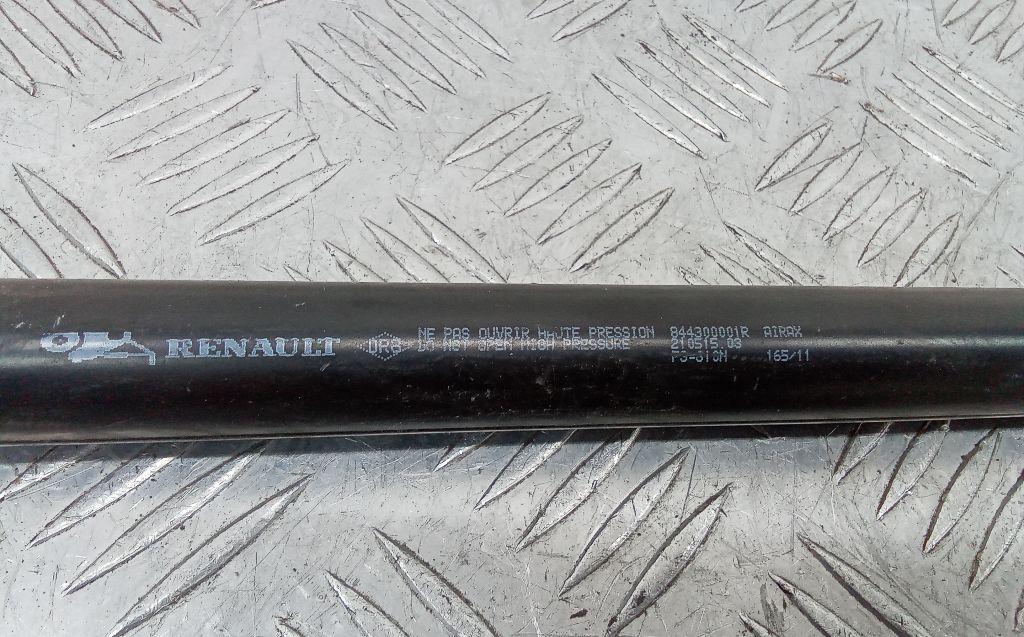 RENAULT
NE PAS OUVRIR HAUTE PRESSION
DO NOT OPEN HIGH PRESSURE
844300001R AIRAX
210515.03
165/11